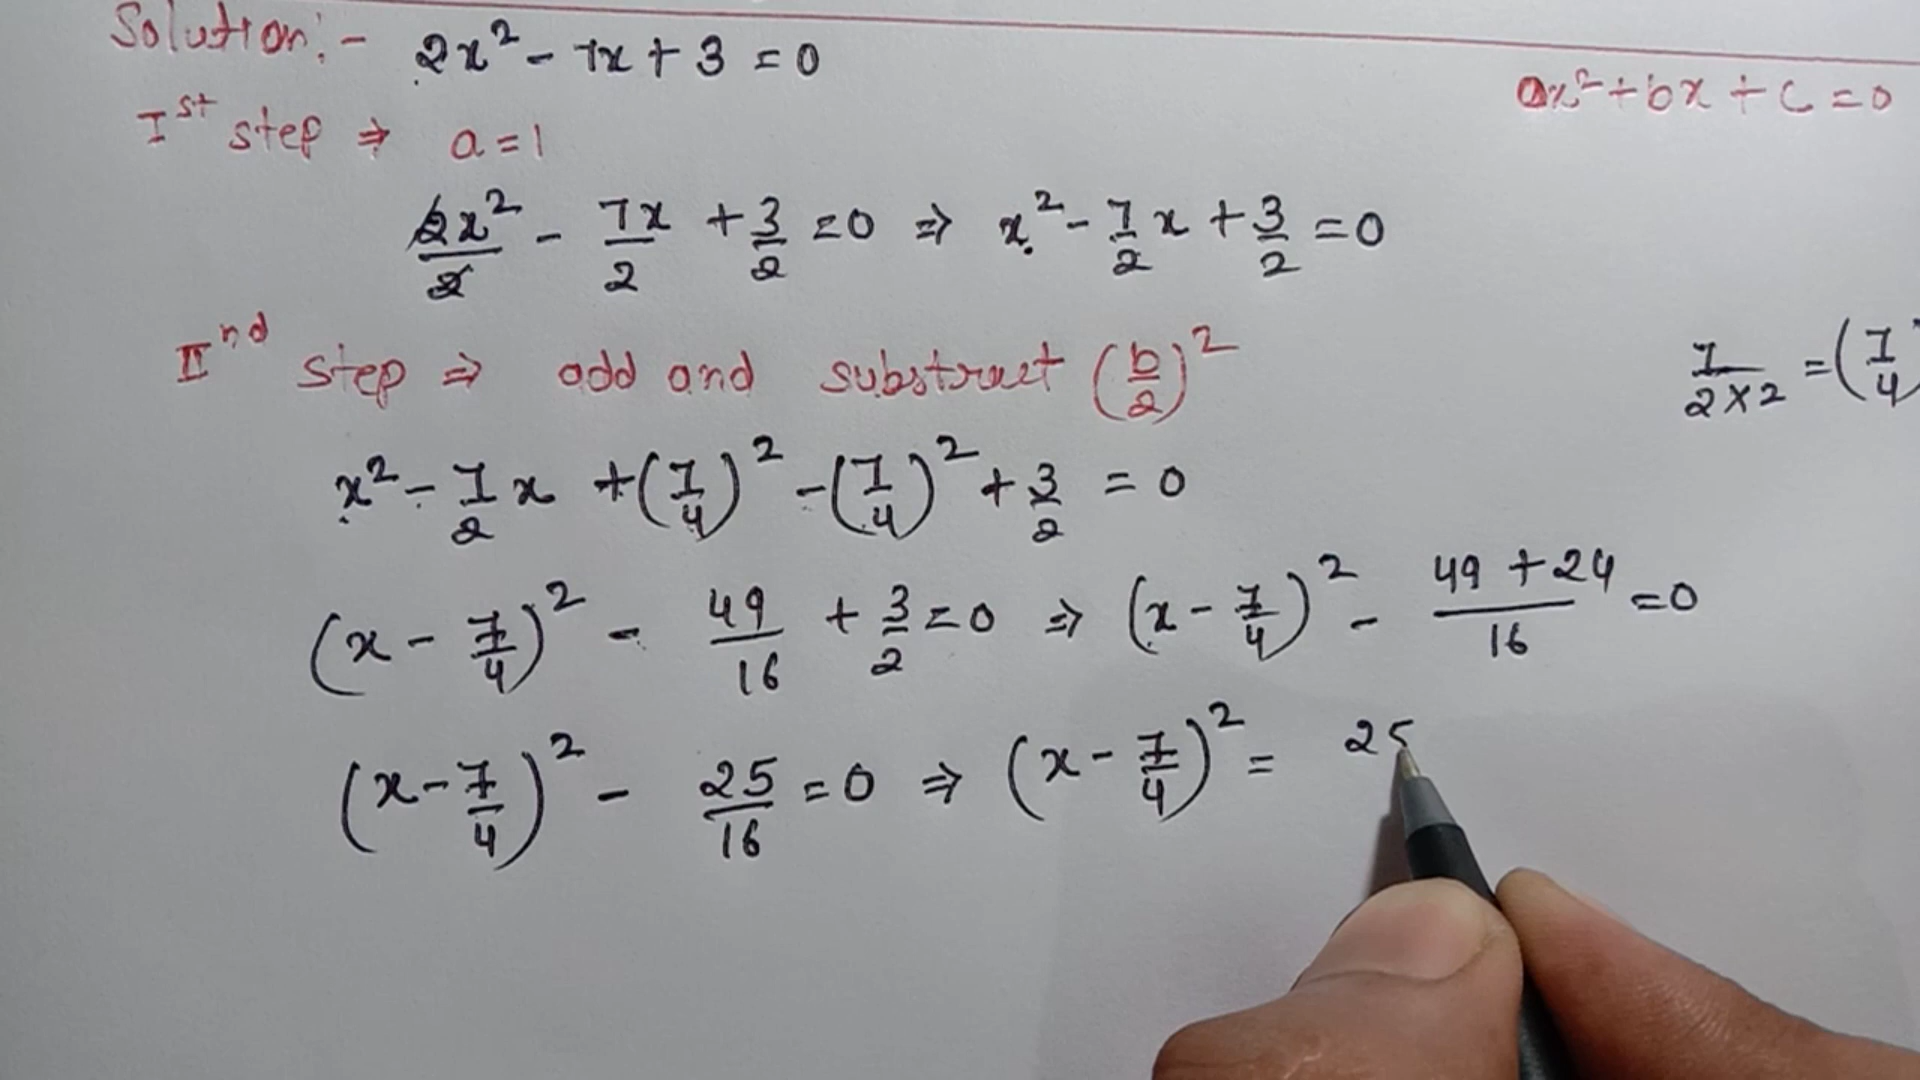 Solution:- 2x² - 7x + 3 = 0
ax² + bx + c = 0
Iˢᵗ step ⇒ a = 1
2x²/2 - 7x/2 + 3/2 = 0 ⇒ x² - 7/2 x + 3/2 = 0
IIⁿᵈ step ⇒ add and substract (b/2)²
7/2×2 = (7/4
x² - 7/2 x + (7/4)² - (7/4)² + 3/2 = 0
(x - 7/4)² - 49/16 + 3/2 = 0 ⇒ (x - 7/4)² - 49 + 24/16 = 0
(x - 7/4)² - 25/16 = 0 ⇒ (x - 7/4)² = 25